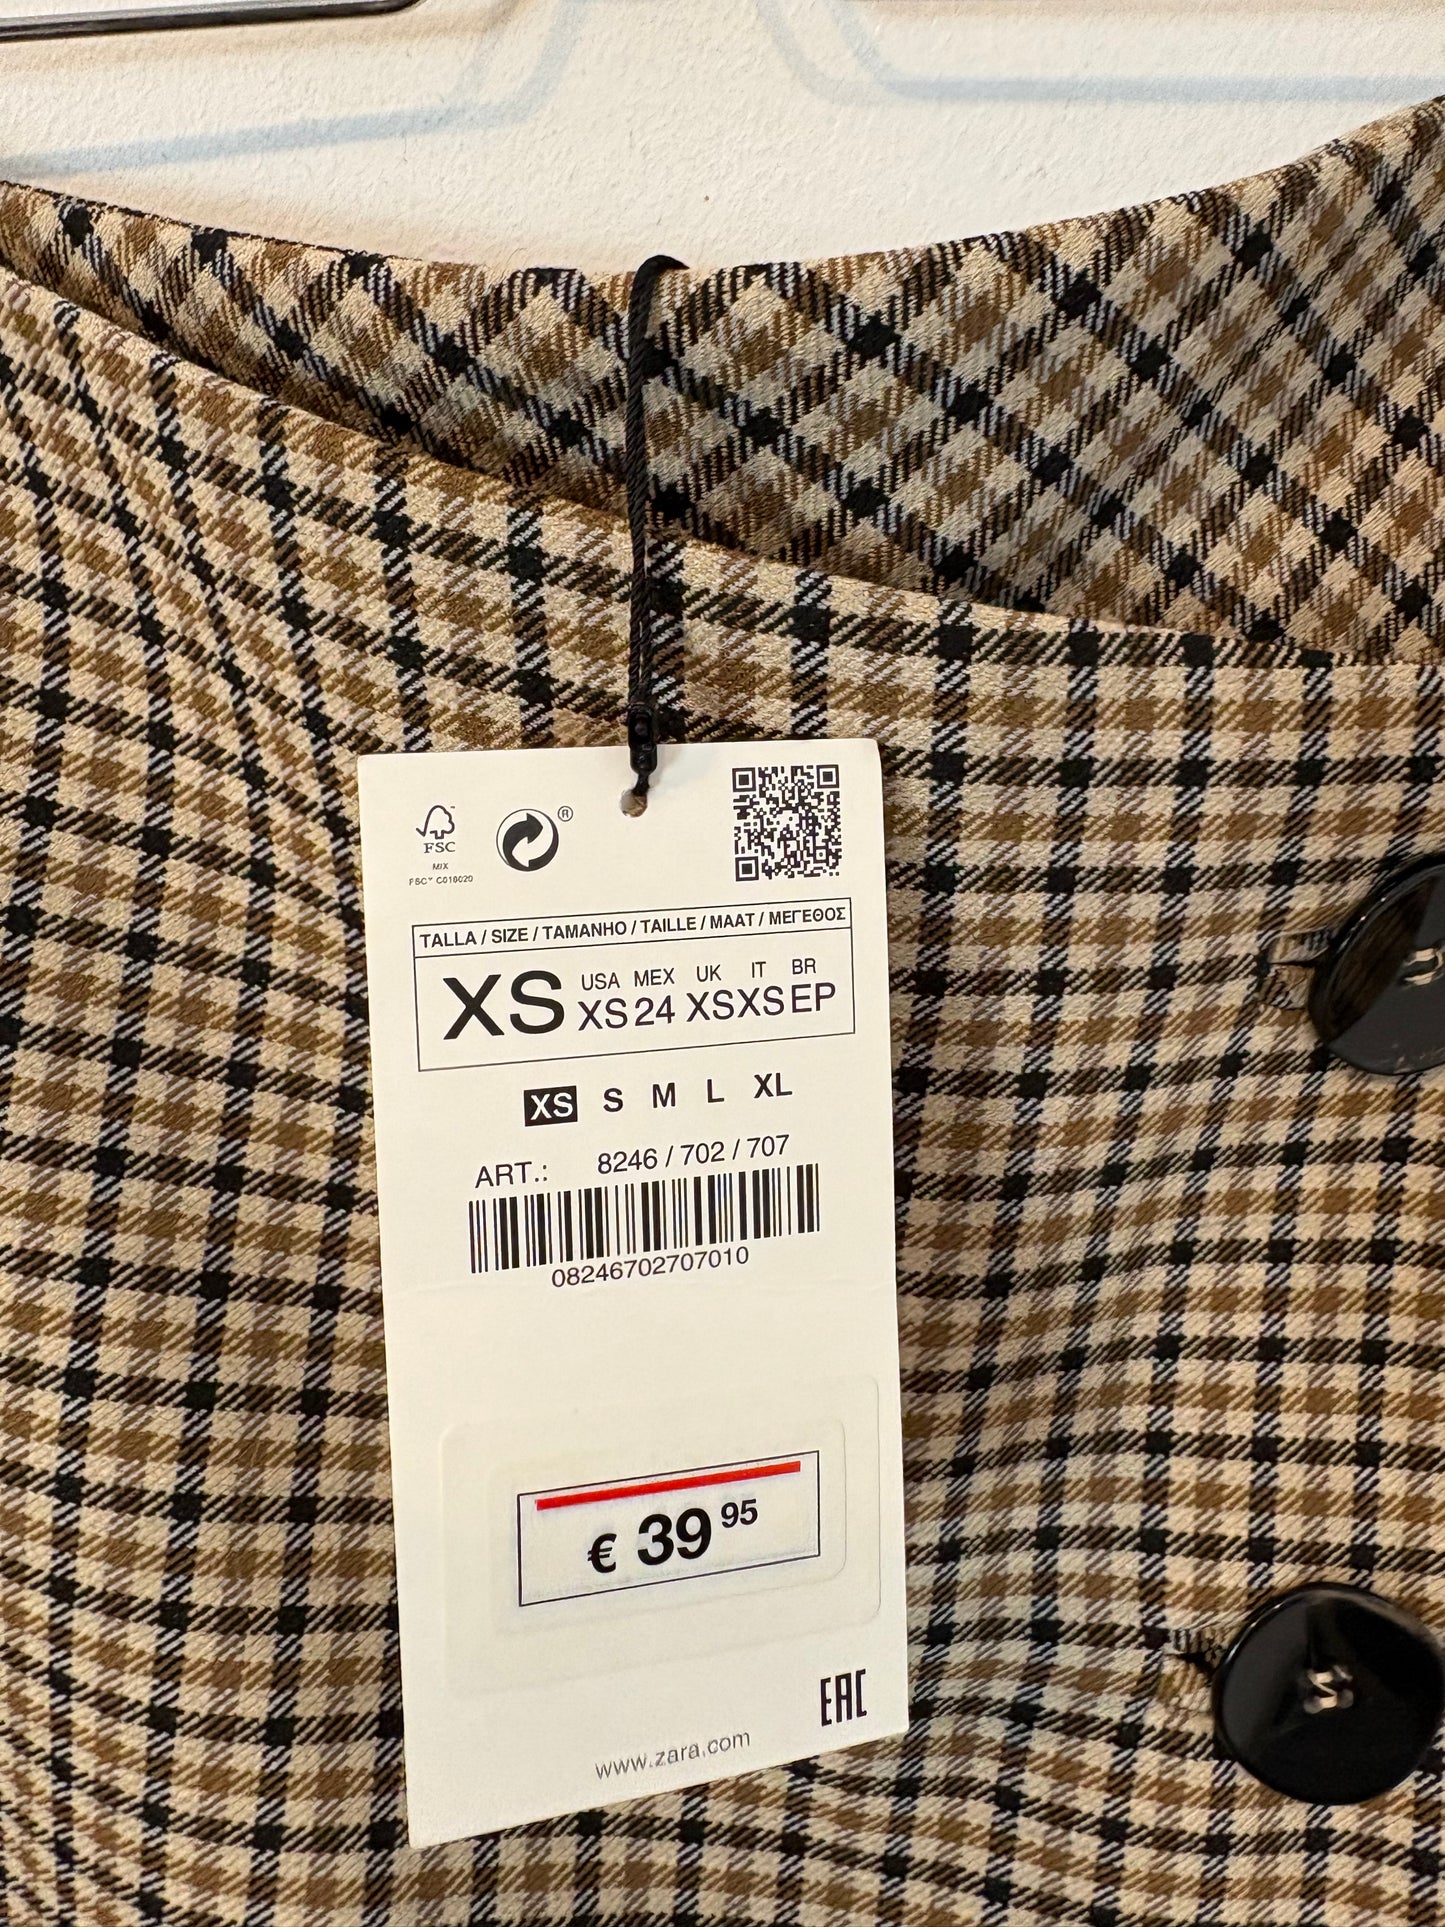 FSC™
MIX
FSC™ C010020
®
TALLA / SIZE / TAMANHO / TAILLE / MAAT / ΜΕΓΕΘΟΣ
XS
USA MEX UK IT BR
XS 24 XS XS EP
XS S M L XL
ART.: 8246 / 702 / 707
08246702707010
€ 39 95
EAC
www.zara.com